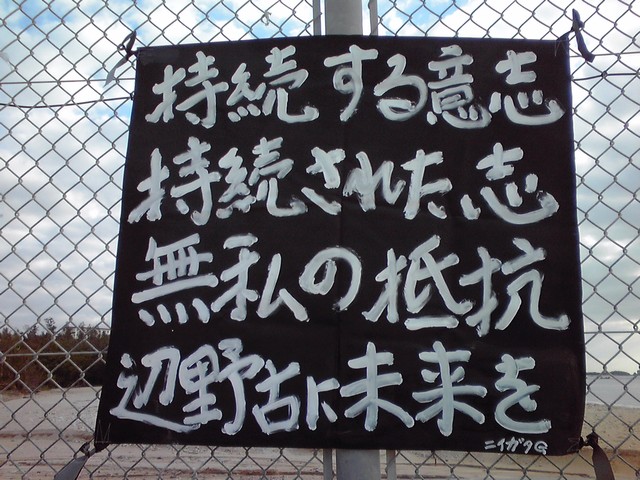 持続する意志
持続された志
無私の抵抗
辺野古に未来を
ニイガタG